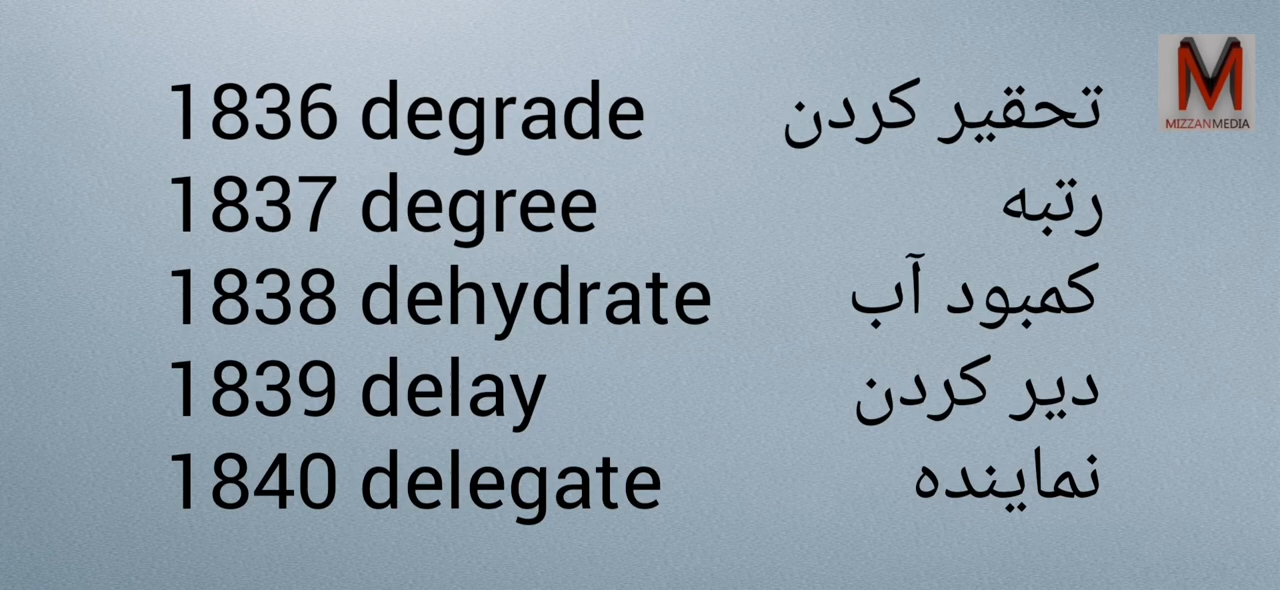 1836 degrade تحقیر کردن
1837 degree رتبه
1838 dehydrate کمبود آب
1839 delay دیر کردن
1840 delegate نماینده
MIZZANMEDIA